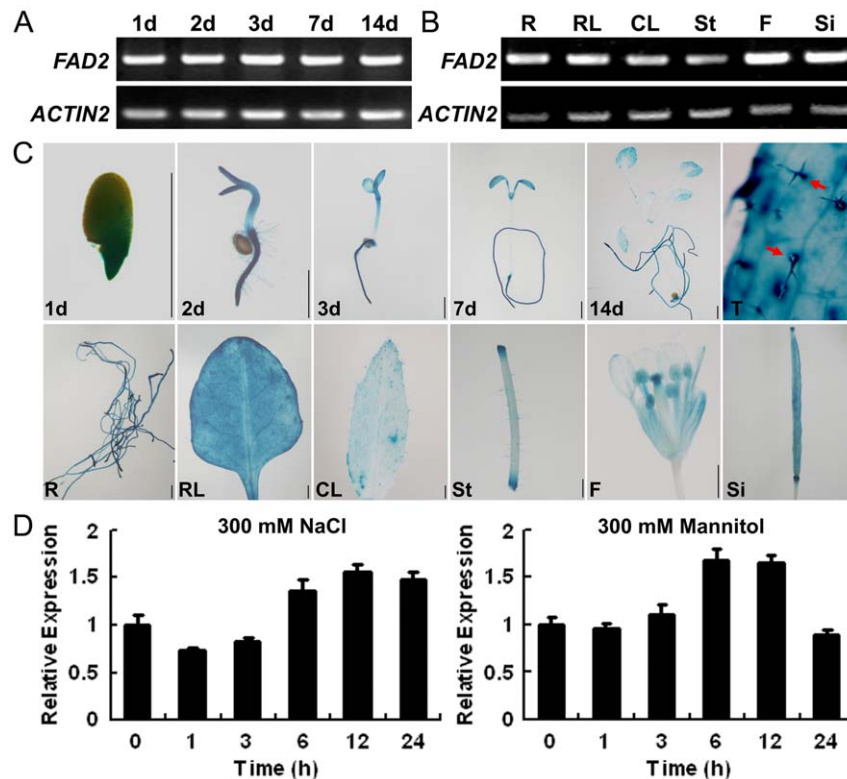 A 1d 2d 3d 7d 14d
FAD2
ACTIN2
B R RL CL St F Si
FAD2
ACTIN2
C
1d 2d 3d 7d 14d T
R RL CL St F Si
D
300 mM NaCl
Relative Expression
2
1.5
1
0.5
0
0 1 3 6 12 24
Time (h)
300 mM Mannitol
Relative Expression
2
1.5
1
0.5
0
0 1 3 6 12 24
Time (h)